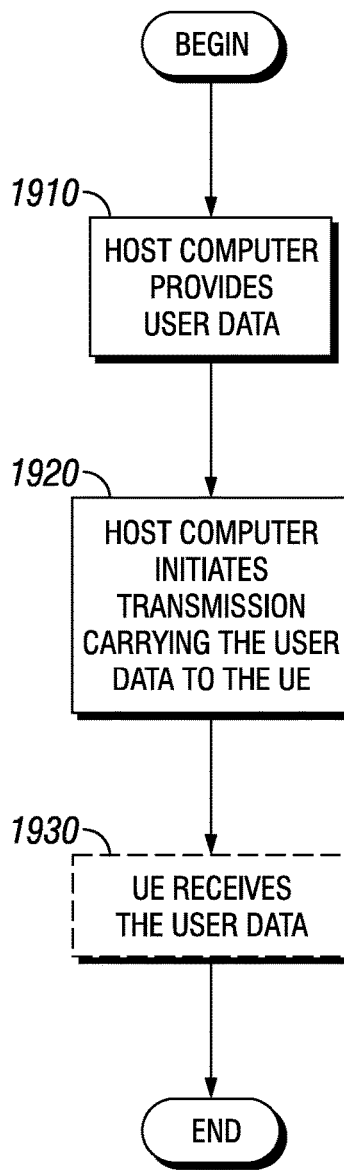 BEGIN
1910
HOST COMPUTER
PROVIDES
USER DATA
1920
HOST COMPUTER
INITIATES
TRANSMISSION
CARRYING THE USER
DATA TO THE UE
1930
UE RECEIVES
THE USER DATA
END